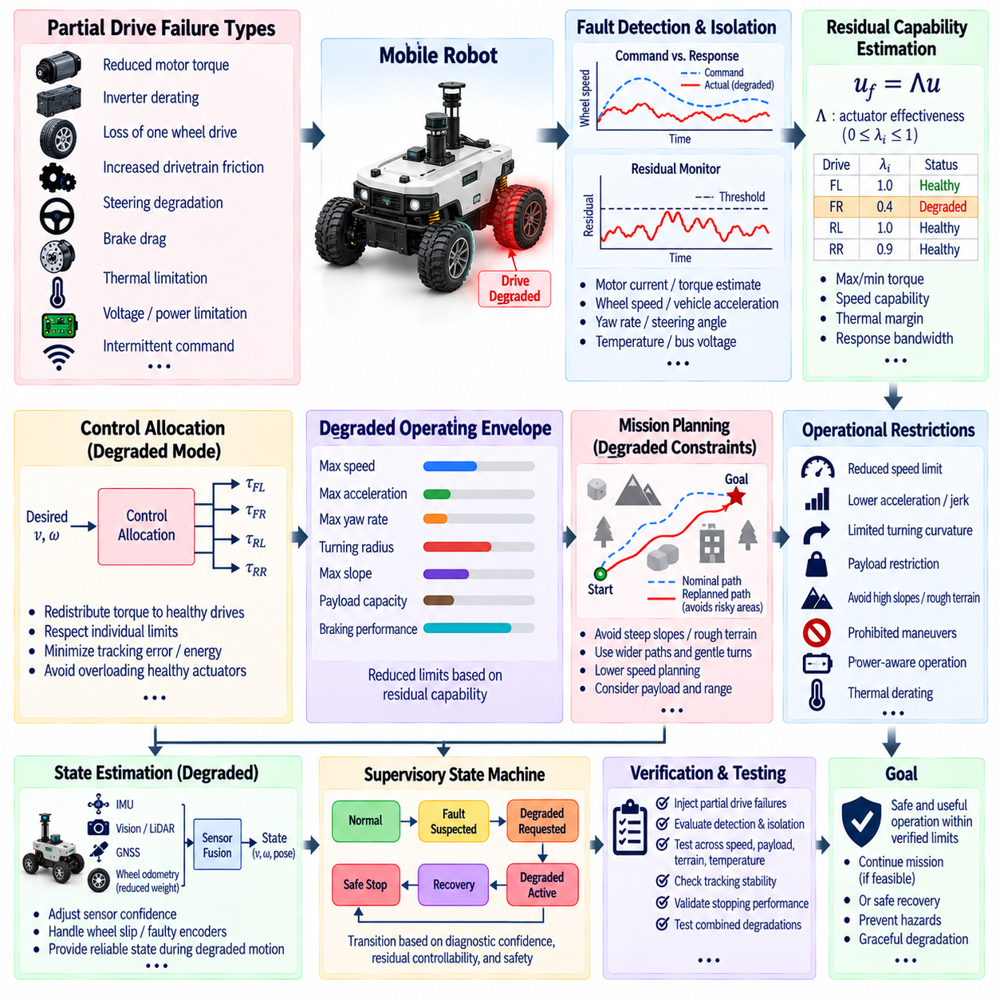 Partial Drive Failure Types
Reduced motor torque
Inverter derating
Loss of one wheel drive
Increased drivetrain friction
Steering degradation
Brake drag
Thermal limitation
Voltage / power limitation
Intermittent command
• • •
Mobile Robot
Drive
Degraded
Fault Detection & Isolation
Command vs. Response
Wheel speed
Command
Actual (degraded)
Time
Residual Monitor
Residual
Threshold
Time
• Motor current / torque estimate
• Wheel speed / vehicle acceleration
• Yaw rate / steering angle
• Temperature / bus voltage
• • •
Residual Capability
Estimation
u_f = Λu
Λ : actuator effectiveness
(0 ≤ λ_i ≤ 1)
Drive λ_i Status
FL 1.0 Healthy
FR 0.4 Degraded
RL 1.0 Healthy
RR 0.9 Healthy
• Max/min torque
• Speed capability
• Thermal margin
• Response bandwidth
• • •
Control Allocation
(Degraded Mode)
Desired
v, ω
Control
Allocation
τ_FL
τ_FR
τ_RL
τ_RR
• Redistribute torque to healthy drives
• Respect individual limits
• Minimize tracking error / energy
• Avoid overloading healthy actuators
• • •
Degraded Operating Envelope
Max speed
Max acceleration
Max yaw rate
Turning radius
Max slope
Payload capacity
Braking performance
Reduced limits based on
residual capability
Mission Planning
(Degraded Constraints)
Goal
Start
Nominal path
Replanned path
(avoids risky areas)
• Avoid steep slopes / rough terrain
• Use wider paths and gentle turns
• Lower speed planning
• Consider payload and range
• • •
Operational Restrictions
Reduced speed limit
Lower acceleration / jerk
Limited turning curvature
Payload restriction
Avoid high slopes / rough terrain
Prohibited maneuvers
Power-aware operation
Thermal derating
• • •
State Estimation (Degraded)
IMU
Vision / LiDAR
GNSS
Wheel odometry
(reduced weight)
Sensor
Fusion
State
(v, ω, pose)
• Adjust sensor confidence
• Handle wheel slip / faulty encoders
• Provide reliable state during degraded motion
• • •
Supervisory State Machine
Normal
Fault
Suspected
Degraded
Requested
Safe Stop
Recovery
Degraded
Active
Transition based on diagnostic confidence,
residual controllability, and safety
Verification & Testing
Inject partial drive failures
Evaluate detection & isolation
Test across speed, payload,
terrain, temperature
Check tracking stability
Validate stopping performance
Test combined degradations
• • •
Goal
Safe and useful
operation within
verified limits
• Continue mission
(if feasible)
• Or safe recovery
• Prevent hazards
• Graceful degradation
• • •